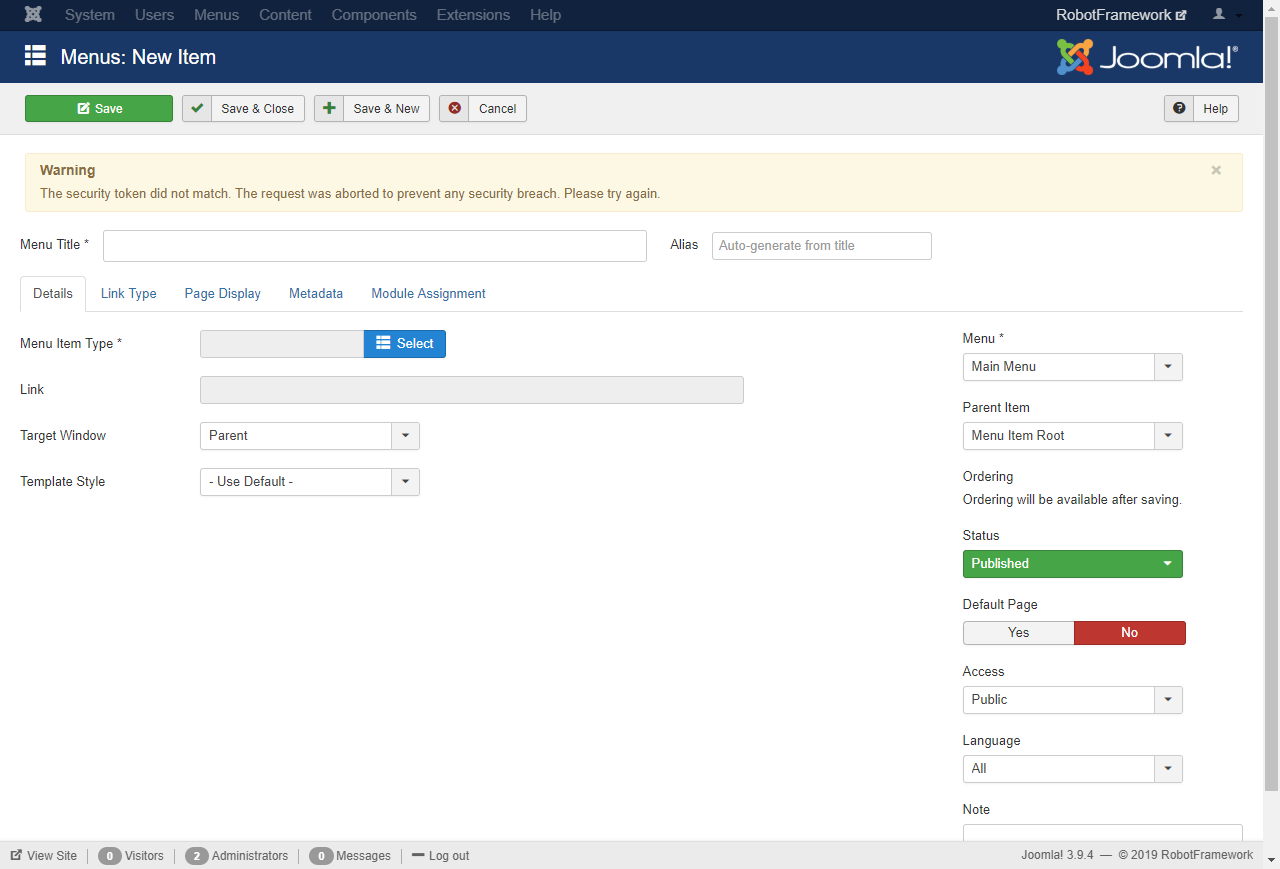 System Users Menus Content Components Extensions Help RobotFramework
Menus: New Item Joomla!®
Save Save & Close Save & New Cancel Help
Warning ×
The security token did not match. The request was aborted to prevent any security breach. Please try again.
Menu Title * Alias Auto-generate from title
Details Link Type Page Display Metadata Module Assignment
Menu Item Type * Select
Link
Target Window Parent
Template Style - Use Default -
Menu *
Main Menu
Parent Item
Menu Item Root
Ordering
Ordering will be available after saving.
Status
Published
Default Page
Yes No
Access
Public
Language
All
Note
View Site 0 Visitors 2 Administrators 0 Messages Log out Joomla! 3.9.4 — © 2019 RobotFramework